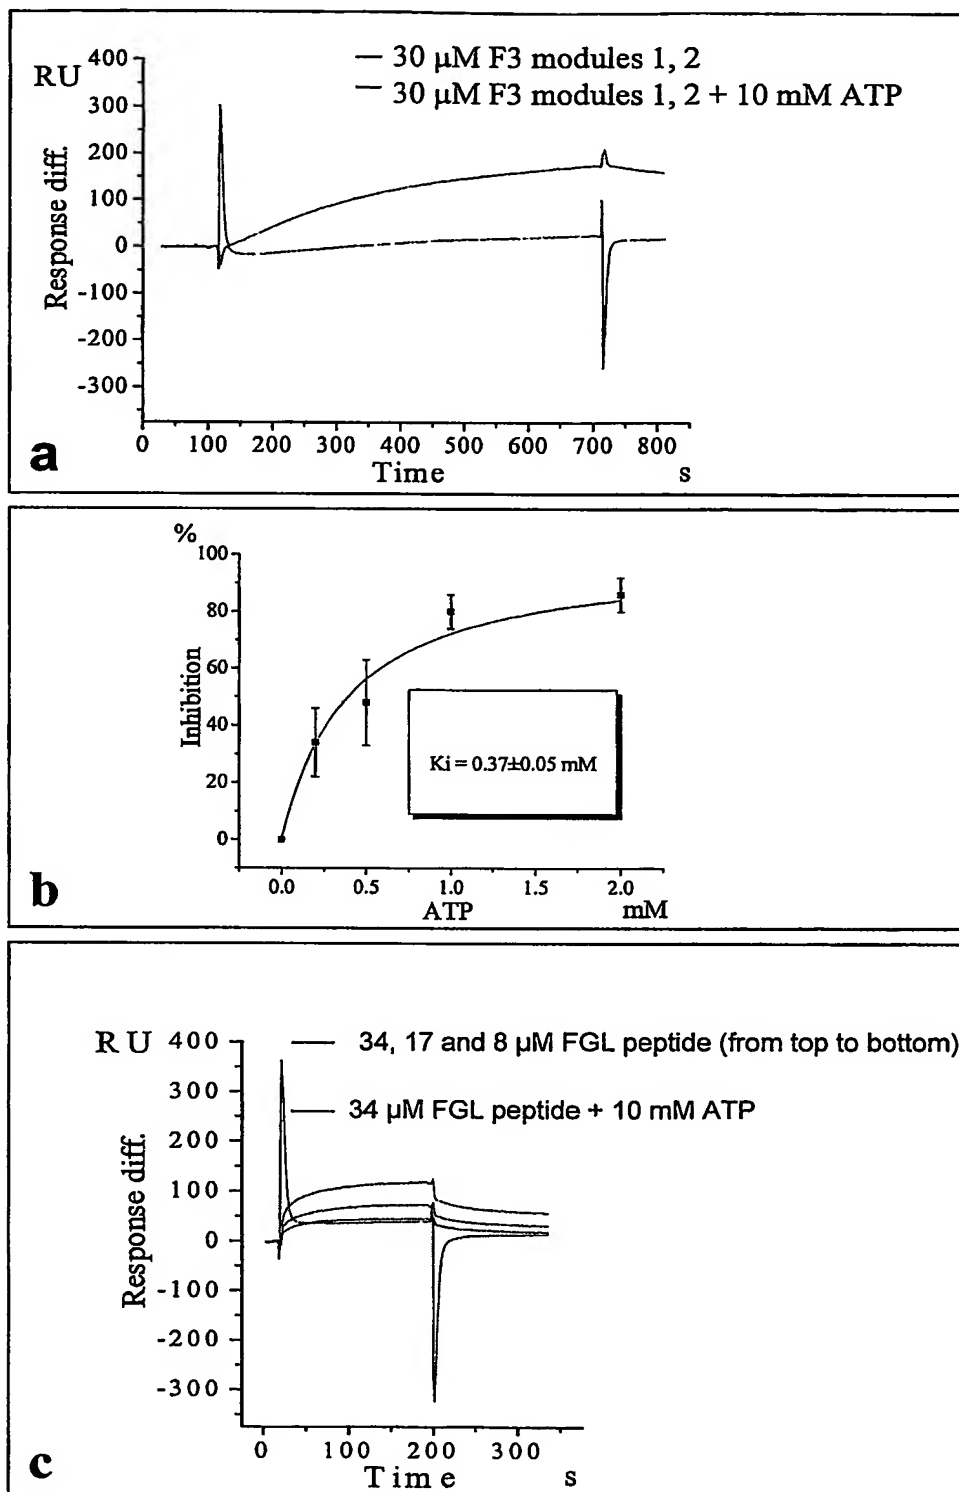 RU
400
300
200
100
0
-100
-200
-300
Response diff.
30 µM F3 modules 1, 2
30 µM F3 modules 1, 2 + 10 mM ATP
0 100 200 300 400 500 600 700 800
Time s
a
%
100
80
60
40
20
0
Inhibition
Ki = 0.37±0.05 mM
0.0 0.5 1.0 1.5 2.0
ATP mM
b
RU
400
300
200
100
0
-100
-200
-300
Response diff.
34, 17 and 8 µM FGL peptide (from top to bottom)
34 µM FGL peptide + 10 mM ATP
0 100 200 300
Time s
c